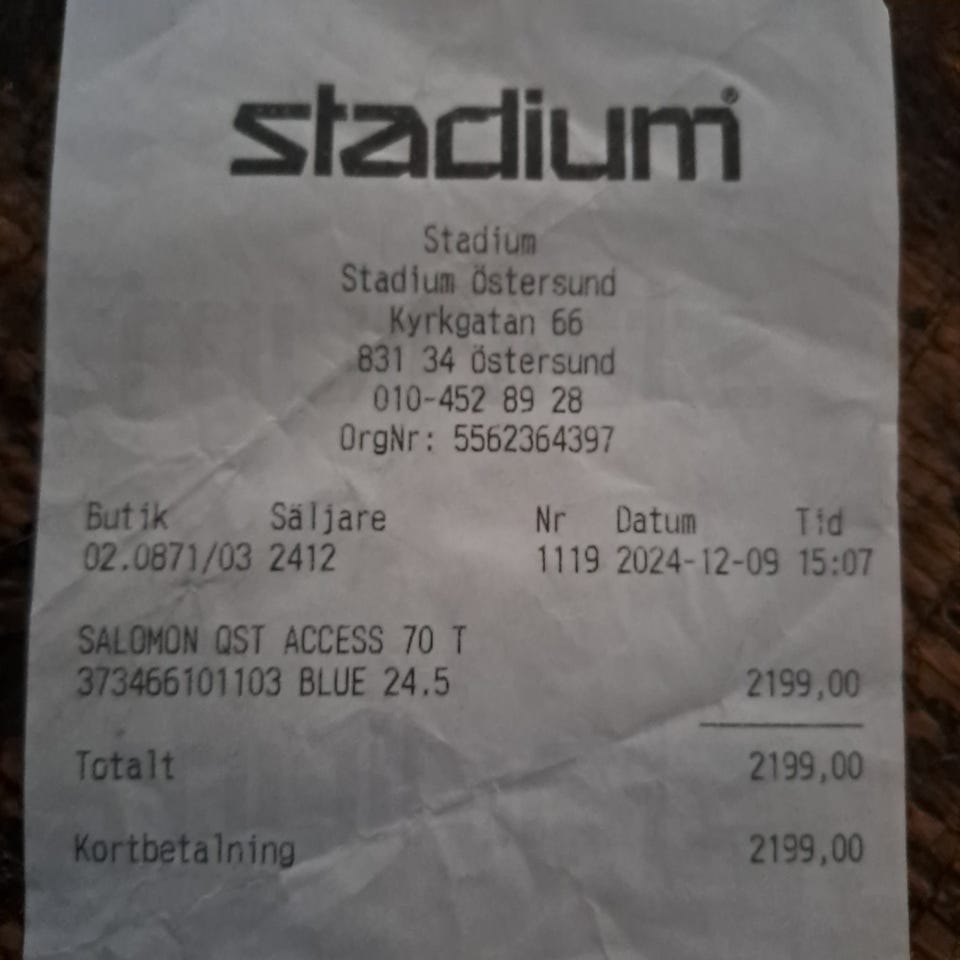 stadium®
Stadium
Stadium Östersund
Kyrkgatan 66
831 34 Östersund
010-452 89 28
OrgNr: 5562364397
Butik Säljare Nr Datum Tid
02.0871/03 2412 1119 2024-12-09 15:07
SALOMON QST ACCESS 70 T
373466101103 BLUE 24.5 2199,00
Totalt 2199,00
Kortbetalning 2199,00